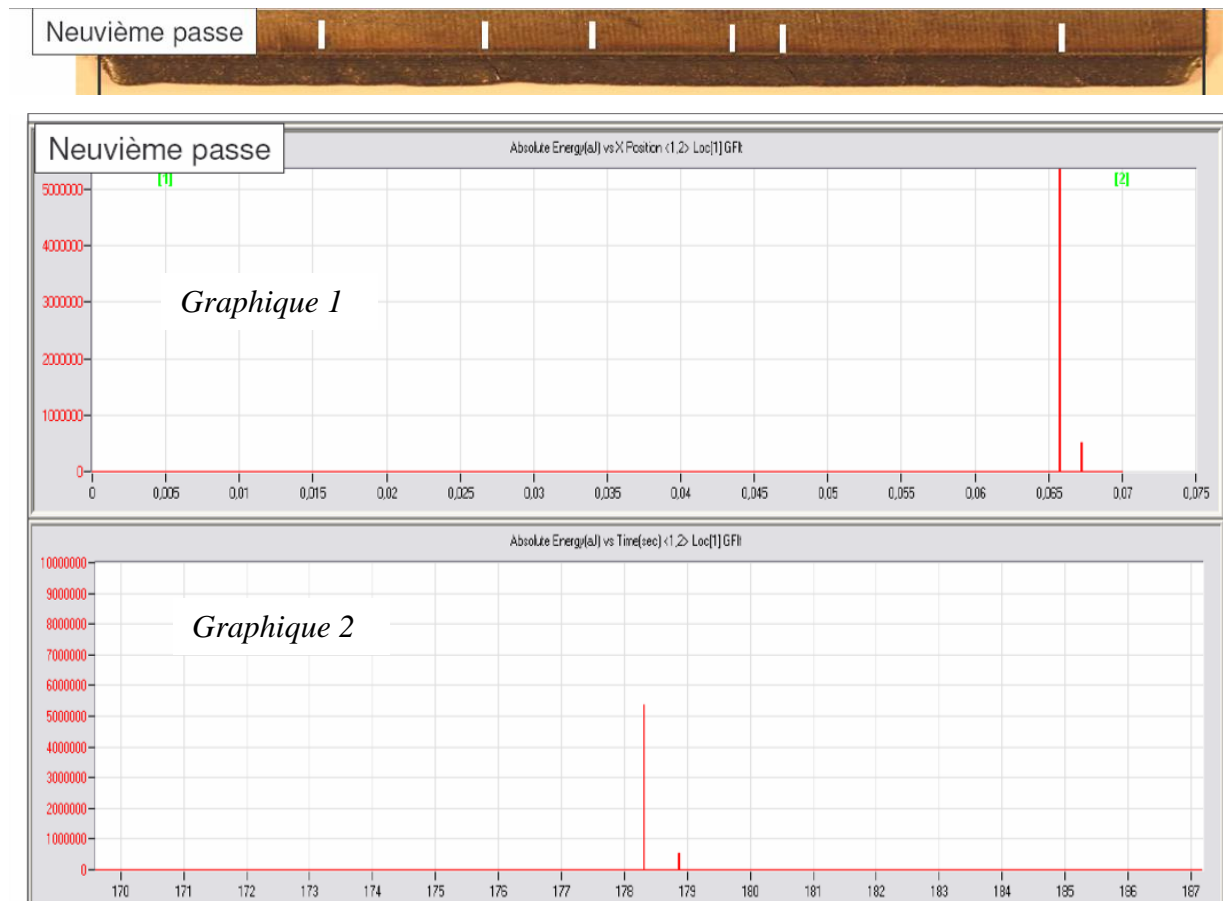 Neuvième passe
Neuvième passe
Absolute Energy(aJ) vs X Position <1,2> Loc[1] GFlt
[1] [2]
5000000
4000000
3000000
Graphique 1
2000000
1000000
0
0 0,005 0,01 0,015 0,02 0,025 0,03 0,035 0,04 0,045 0,05 0,055 0,06 0,065 0,07 0,075
Absolute Energy(aJ) vs Time(sec) <1,2> Loc[1] GFlt
10000000
9000000
8000000
Graphique 2
7000000
6000000
5000000
4000000
3000000
2000000
1000000
0
170 171 172 173 174 175 176 177 178 179 180 181 182 183 184 185 186 187